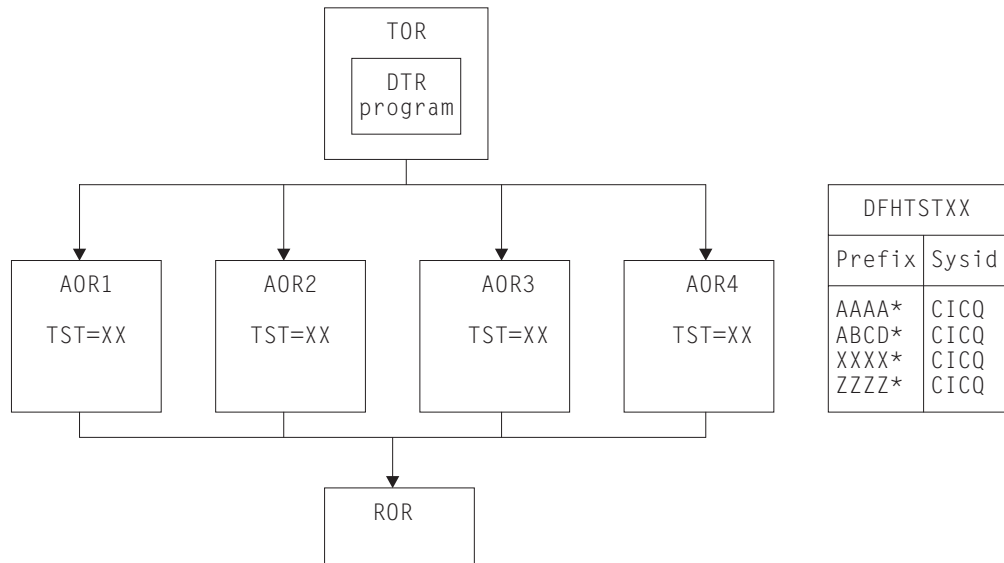 TOR
DTR
program
AOR1
TST=XX
AOR2
TST=XX
AOR3
TST=XX
AOR4
TST=XX
DFHTSTXX
Prefix Sysid
AAAA* CICQ
ABCD* CICQ
XXXX* CICQ
ZZZZ* CICQ
ROR